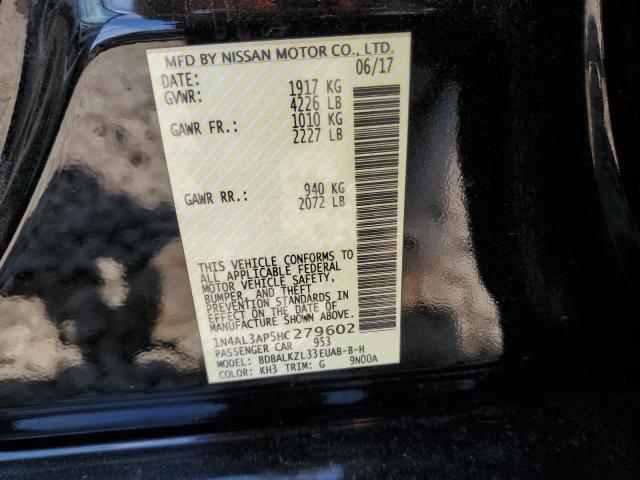 MFD BY NISSAN MOTOR CO., LTD.
DATE: 06/17
GVWR: 1917 KG
4226 LB
GAWR FR.: 1010 KG
2227 LB
GAWR RR.: 940 KG
2072 LB
THIS VEHICLE CONFORMS TO
ALL APPLICABLE FEDERAL
MOTOR VEHICLE SAFETY,
BUMPER, AND THEFT
PREVENTION STANDARDS IN
EFFECT ON THE DATE OF
MANUFACTURE SHOWN ABOVE.
1N4AL3AP5HC279602
PASSENGER CAR 953
MODEL: BDBALKZL33EUAB-B-H
COLOR: KH3 TRIM: G 9N00A